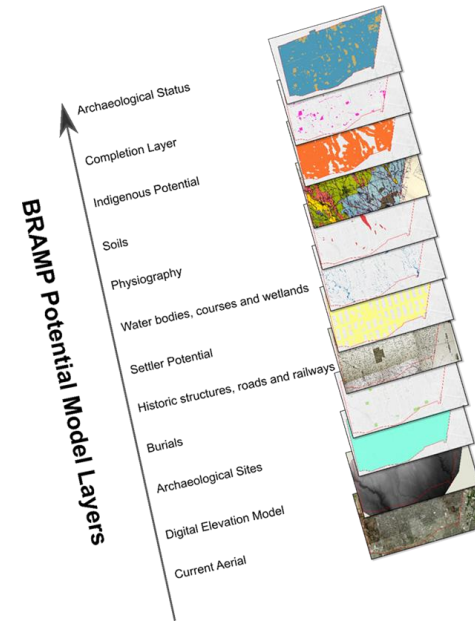 Archaeological Status
Completion Layer
Indigenous Potential
Soils
Physiography
Water bodies, courses and wetlands
Settler Potential
Historic structures, roads and railways
Burials
Archaeological Sites
Digital Elevation Model
Current Aerial
BRAMP Potential Model Layers